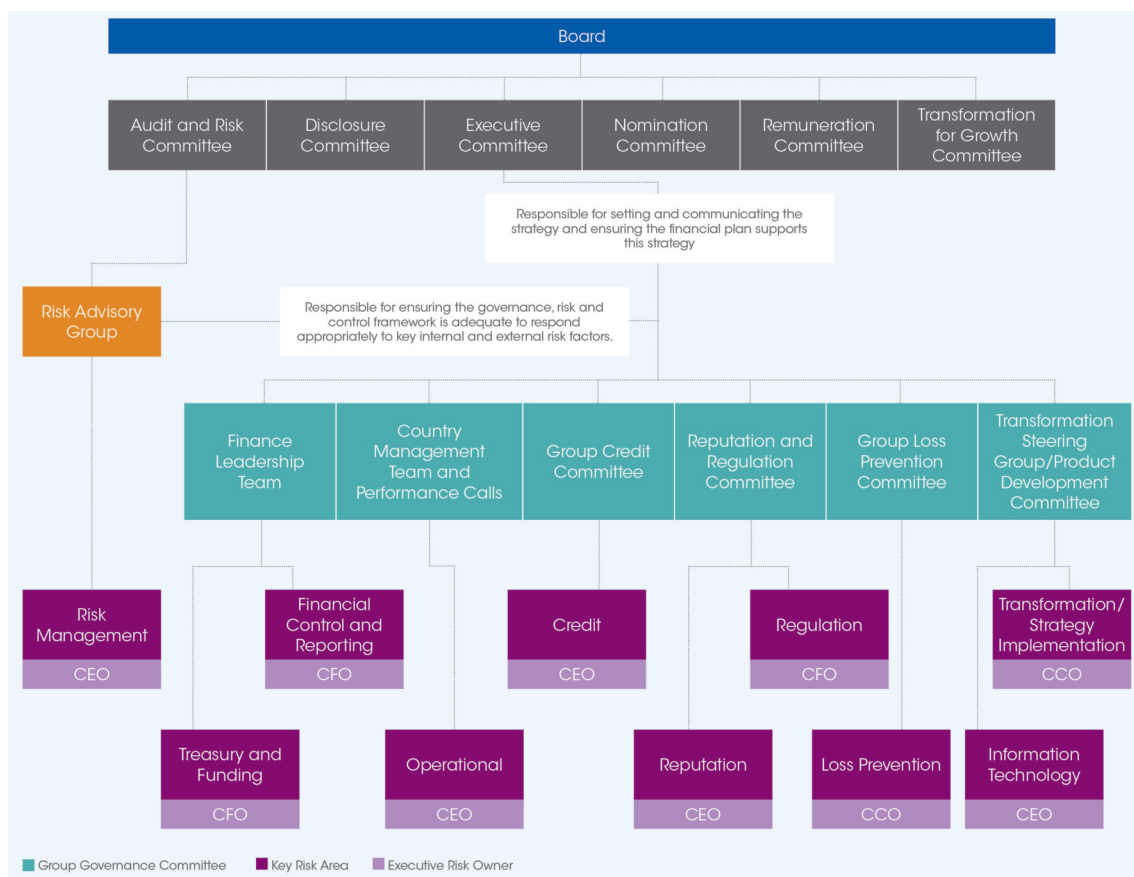 Board
Audit and Risk
Committee
Disclosure
Committee
Executive
Committee
Nomination
Committee
Remuneration
Committee
Transformation
for Growth
Committee
Responsible for setting and communicating the
strategy and ensuring the financial plan supports
this strategy
Risk Advisory
Group
Responsible for ensuring the governance, risk and
control framework is adequate to respond
appropriately to key internal and external risk factors.
Finance
Leadership
Team
Country
Management
Team and
Performance Calls
Group Credit
Committee
Reputation and
Regulation
Committee
Group Loss
Prevention
Committee
Transformation
Steering
Group/Product
Development
Committee
Risk
Management
CEO
Financial
Control and
Reporting
CFO
Credit
CEO
Regulation
CFO
Transformation/
Strategy
Implementation
CCO
Treasury and
Funding
CFO
Operational
CEO
Reputation
CEO
Loss Prevention
CCO
Information
Technology
CEO
Group Governance Committee
Key Risk Area
Executive Risk Owner